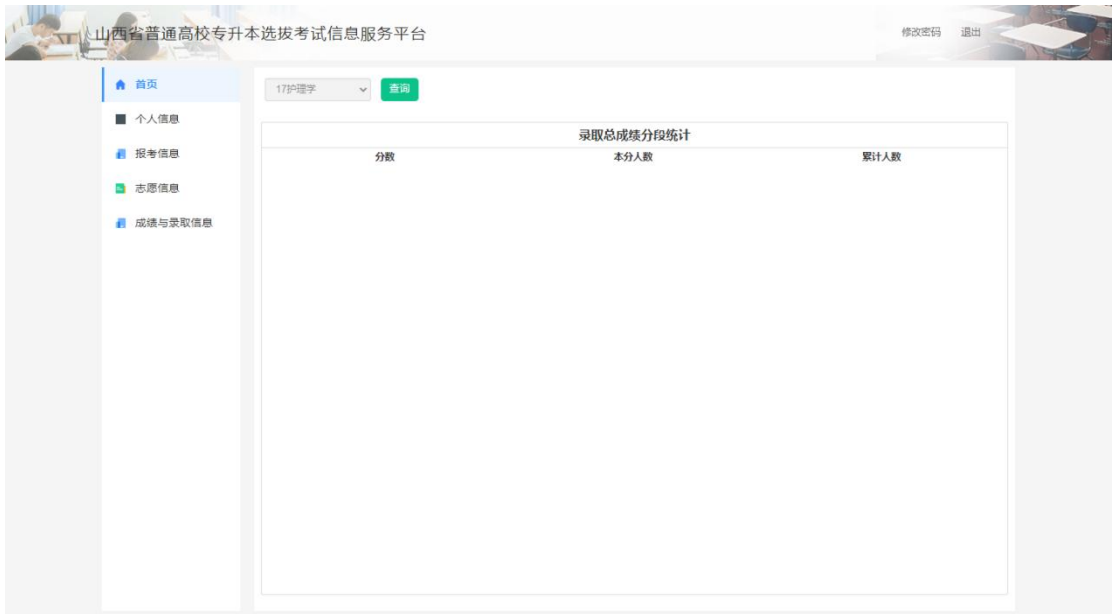 山西省普通高校专升本选拔考试信息服务平台
修改密码 退出
首页
个人信息
报考信息
志愿信息
成绩与录取信息
17护理学 查询
录取总成绩分段统计
分数 本分人数 累计人数